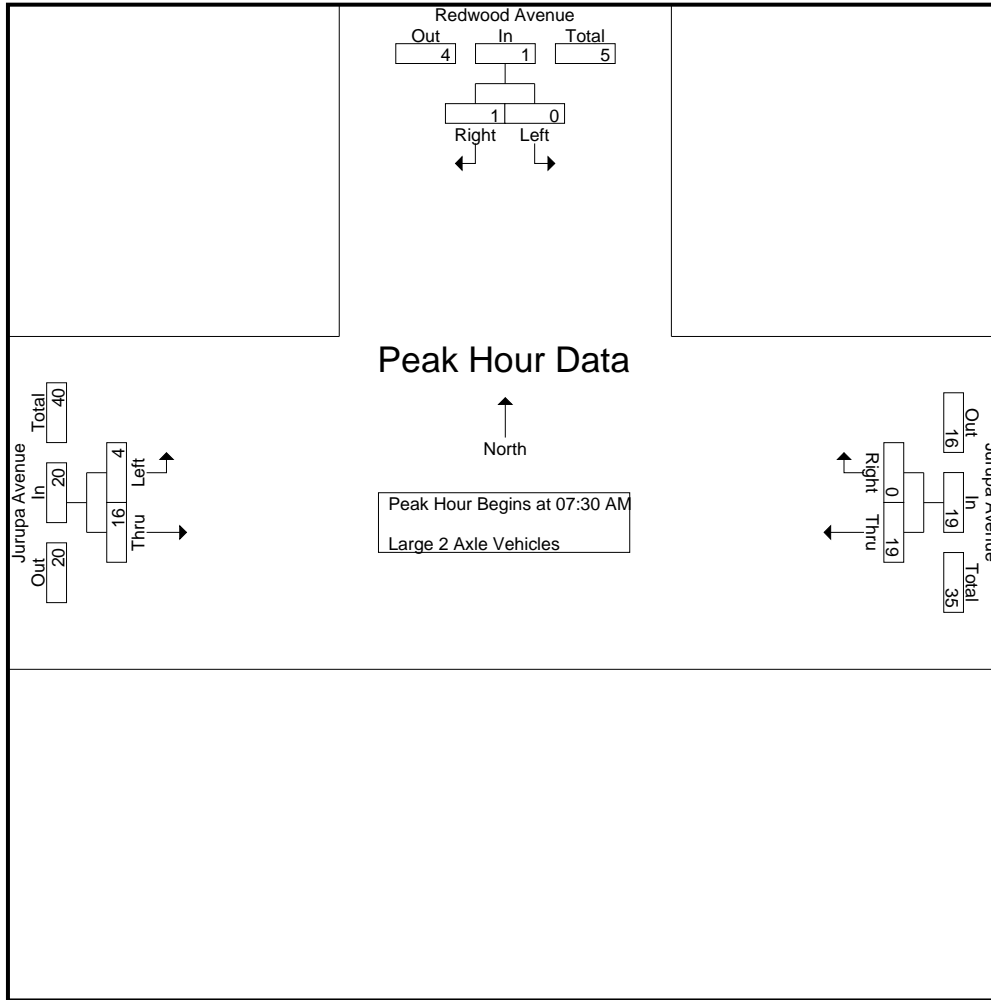 Redwood Avenue
Out In Total
4 1 5
1 0
Right Left
Peak Hour Data
North
Peak Hour Begins at 07:30 AM
Large 2 Axle Vehicles
Jurupa Avenue
Out In Total
20 20 40
16 4
Thru Left
Jurupa Avenue
Out In Total
16 19 35
0 19
Right Thru